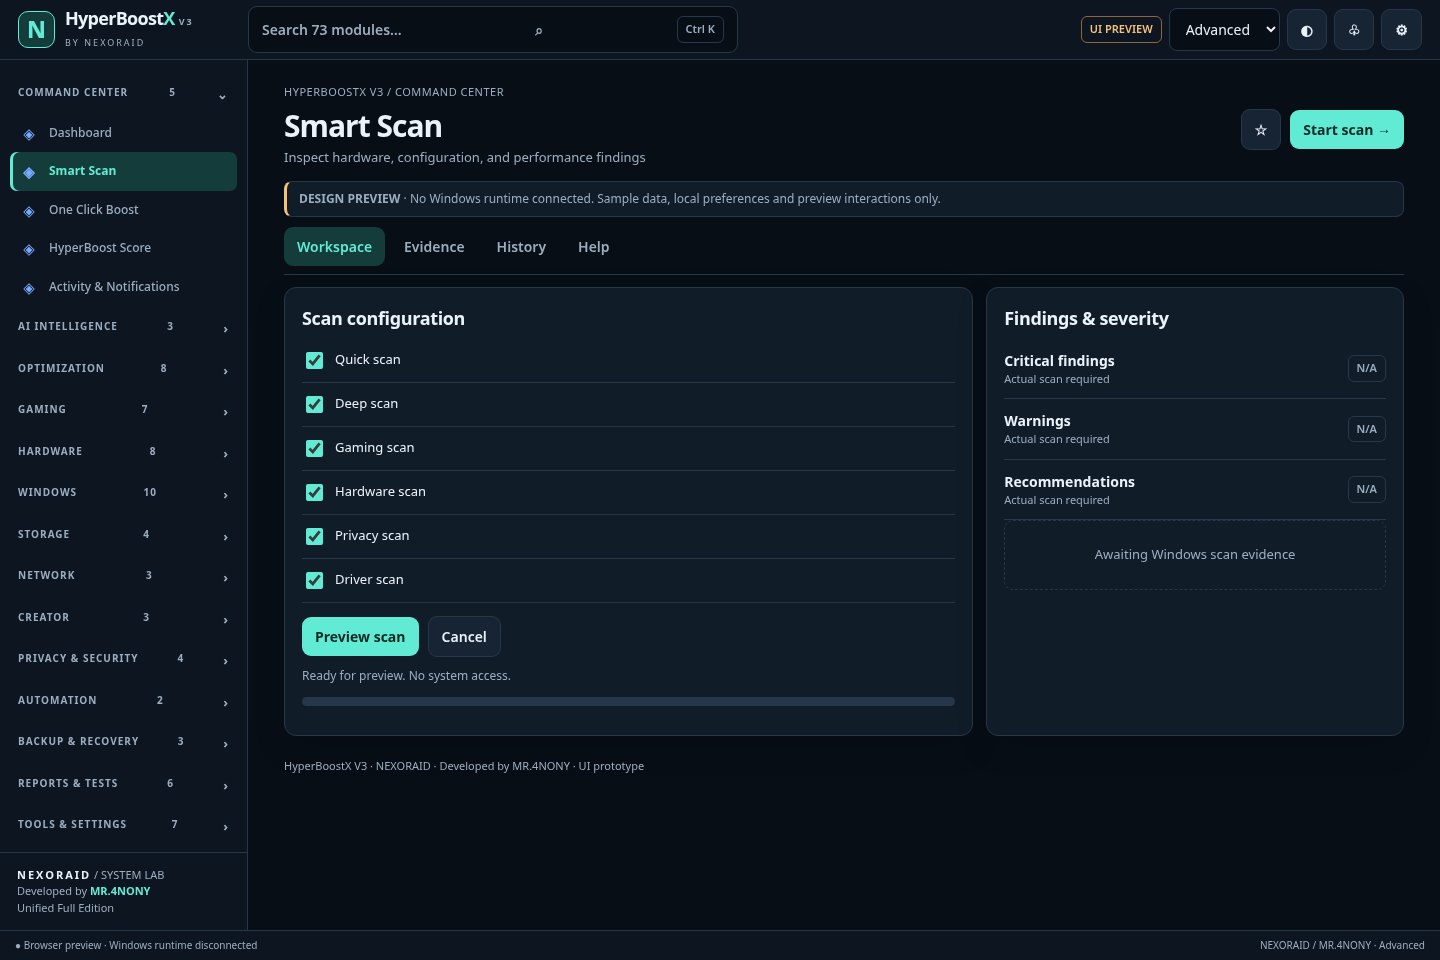 N HyperBoostX V3
BY NEXORAID
Search 73 modules...
Ctrl K
UI PREVIEW
Advanced
COMMAND CENTER 5
Dashboard
Smart Scan
One Click Boost
HyperBoost Score
Activity & Notifications
AI INTELLIGENCE 3
OPTIMIZATION 8
GAMING 7
HARDWARE 8
WINDOWS 10
STORAGE 4
NETWORK 3
CREATOR 3
PRIVACY & SECURITY 4
AUTOMATION 2
BACKUP & RECOVERY 3
REPORTS & TESTS 6
TOOLS & SETTINGS 7
NEXORAID / SYSTEM LAB
Developed by MR.4NONY
Unified Full Edition
HYPERBOOSTX V3 / COMMAND CENTER
Smart Scan
Inspect hardware, configuration, and performance findings
Start scan →
DESIGN PREVIEW · No Windows runtime connected. Sample data, local preferences and preview interactions only.
Workspace Evidence History Help
Scan configuration
Quick scan
Deep scan
Gaming scan
Hardware scan
Privacy scan
Driver scan
Preview scan
Cancel
Ready for preview. No system access.
Findings & severity
Critical findings
Actual scan required
N/A
Warnings
Actual scan required
N/A
Recommendations
Actual scan required
N/A
Awaiting Windows scan evidence
HyperBoostX V3 · NEXORAID · Developed by MR.4NONY · UI prototype
● Browser preview · Windows runtime disconnected
NEXORAID / MR.4NONY · Advanced